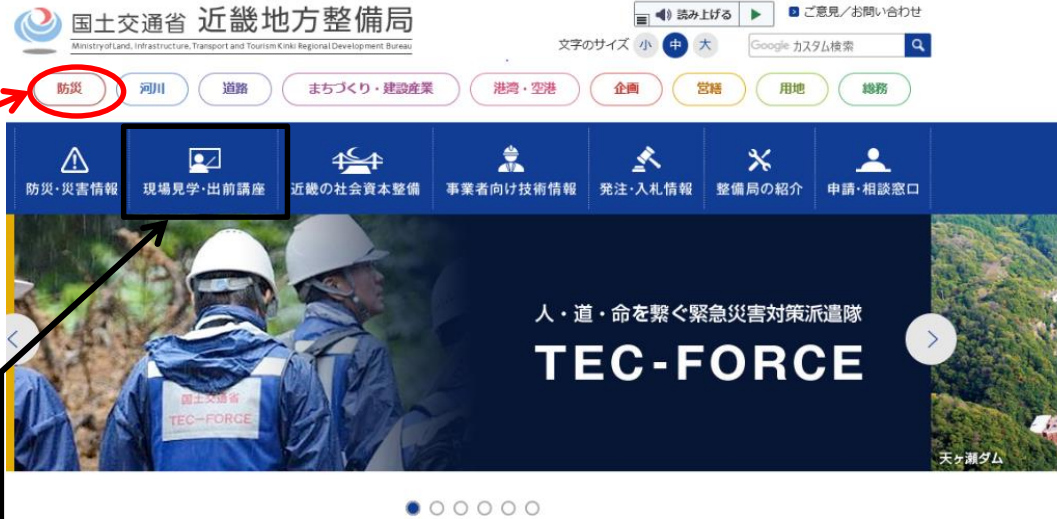 国土交通省 近畿地方整備局
Ministry of Land, Infrastructure, Transport and Tourism Kinki Regional Development Bureau
読み上げる
ご意見／お問い合わせ
文字のサイズ 小 中 大
Google カスタム検索
防災 河川 道路 まちづくり・建設産業 港湾・空港 企画 営繕 用地 総務
防災・災害情報 現場見学・出前講座 近畿の社会資本整備 事業者向け技術情報 発注・入札情報 整備局の紹介 申請・相談窓口
人・道・命を繋ぐ緊急災害対策派遣隊
TEC-FORCE
国土交通省
TEC-FORCE
天ヶ瀬ダム